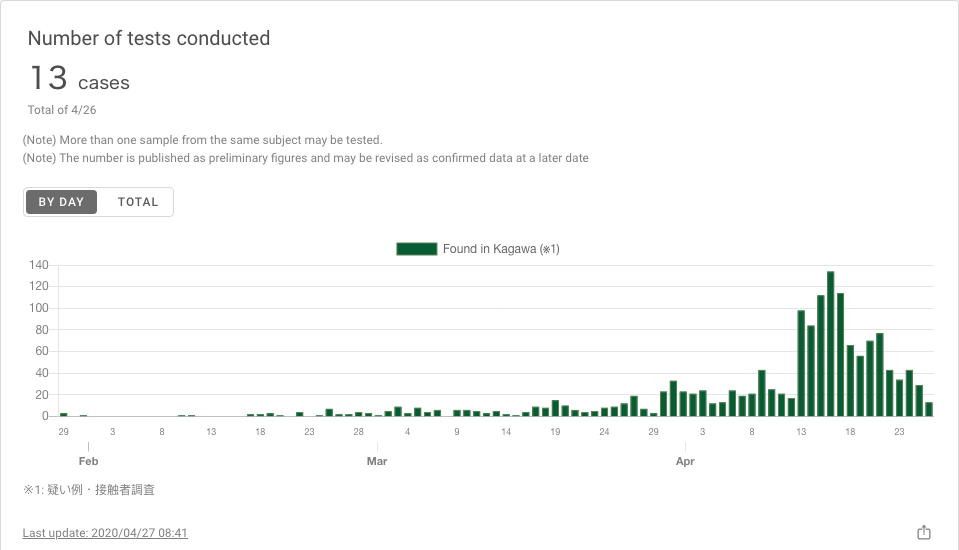 Number of tests conducted
13 cases
Total of 4/26
(Note) More than one sample from the same subject may be tested.
(Note) The number is published as preliminary figures and may be revised as confirmed data at a later date
BY DAY TOTAL
Found in Kagawa (※1)
140
120
100
80
60
40
20
0
29 3 8 13 18 23 28 4 9 14 19 24 29 3 8 13 18 23
Feb Mar Apr
※1: 疑い例・接触者調査
Last update: 2020/04/27 08:41